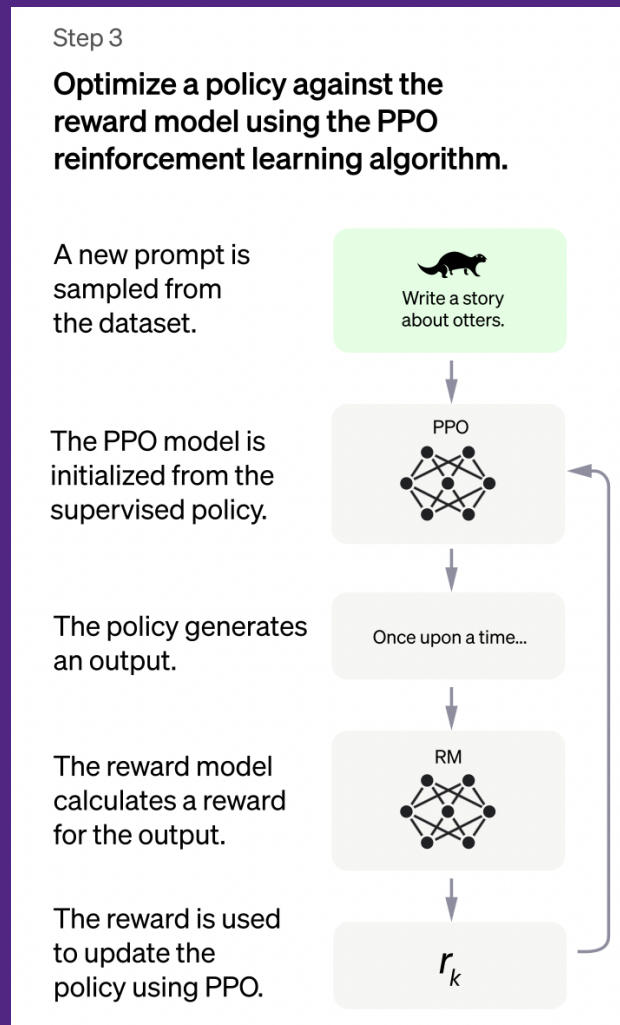 Step 3
Optimize a policy against the
reward model using the PPO
reinforcement learning algorithm.
A new prompt is
sampled from
the dataset.
Write a story
about otters.
The PPO model is
initialized from the
supervised policy.
PPO
The policy generates
an output.
Once upon a time...
The reward model
calculates a reward
for the output.
RM
The reward is used
to update the
policy using PPO.
rk